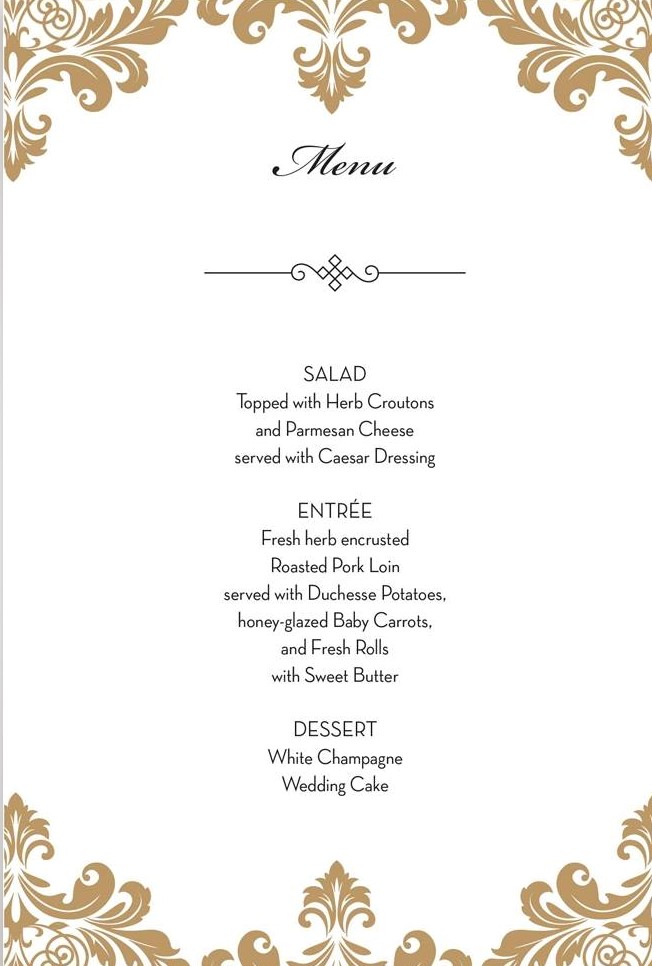 Menu
SALAD
Topped with Herb Croutons
and Parmesan Cheese
served with Caesar Dressing
ENTRÉE
Fresh herb encrusted
Roasted Pork Loin
served with Duchesse Potatoes,
honey-glazed Baby Carrots,
and Fresh Rolls
with Sweet Butter
DESSERT
White Champagne
Wedding Cake